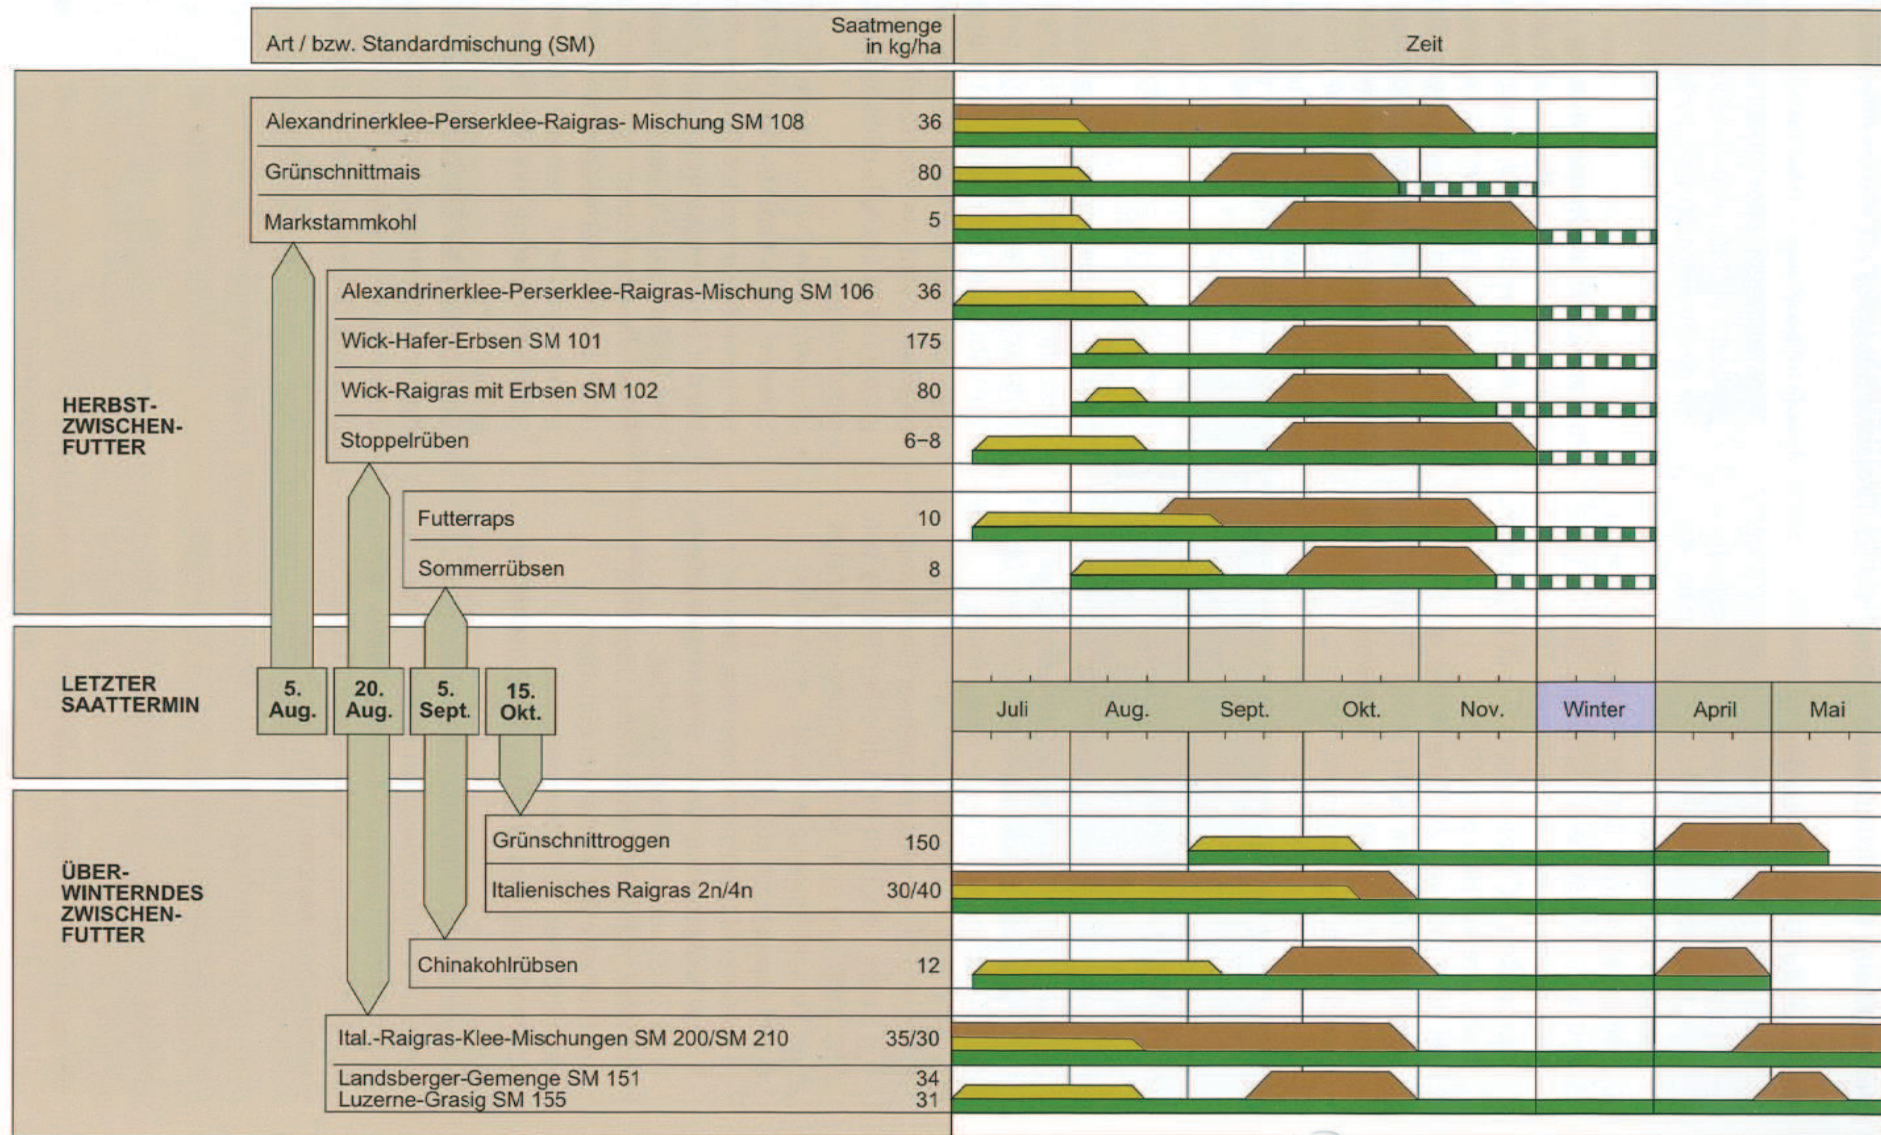 Art / bzw. Standardmischung (SM) Saatmenge in kg/ha Zeit
Alexandrinerklee-Perserklee-Raigras- Mischung SM 108 36
Grünschnittmais 80
Markstammkohl 5
Alexandrinerklee-Perserklee-Raigras-Mischung SM 106 36
Wick-Hafer-Erbsen SM 101 175
Wick-Raigras mit Erbsen SM 102 80
HERBST-
ZWISCHEN-
FUTTER
Stoppelrüben 6–8
Futterraps 10
Sommerrübsen 8
LETZTER
SAATTERMIN
5. Aug.
20. Aug.
5. Sept.
15. Okt.
Juli Aug. Sept. Okt. Nov. Winter April Mai
Grünschnittroggen 150
ÜBER-
WINTERNDES
ZWISCHEN-
FUTTER
Italienisches Raigras 2n/4n 30/40
Chinakohlrübsen 12
Ital.-Raigras-Klee-Mischungen SM 200/SM 210 35/30
Landsberger-Gemenge SM 151 34
Luzerne-Grasig SM 155 31